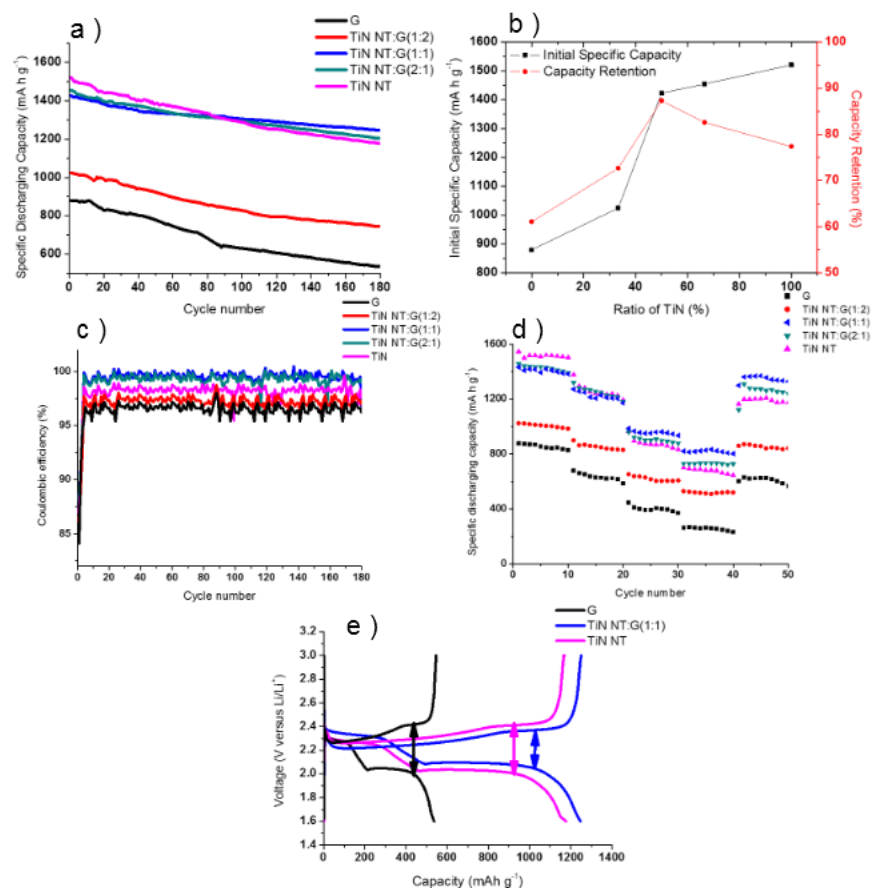 a )
G
TiN NT:G(1:2)
TiN NT:G(1:1)
TiN NT:G(2:1)
TiN NT
1600
1400
1200
1000
800
600
0 20 40 60 80 100 120 140 160 180
Specific Discharging Capacity (mA h g⁻¹)
Cycle number
b )
Initial Specific Capacity
Capacity Retention
1600
1500
1400
1300
1200
1100
1000
900
800
100
95
90
85
80
75
70
65
60
55
50
0 20 40 60 80 100
Initial Specific Capacity (mA h g⁻¹)
Capacity Retention (%)
Ratio of TiN (%)
c )
G
TiN NT:G(1:2)
TiN NT:G(1:1)
TiN NT:G(2:1)
TiN
100
95
90
85
0 20 40 60 80 100 120 140 160 180
Coulombic efficiency (%)
Cycle number
d )
G
TiN NT:G(1:2)
TiN NT:G(1:1)
TiN NT:G(2:1)
TiN NT
1600
1200
800
400
0
0 10 20 30 40 50
Specific discharging capacity (mA h g⁻¹)
Cycle number
e )
G
TiN NT:G(1:1)
TiN NT
3.2
3.0
2.8
2.6
2.4
2.2
2.0
1.8
1.6
1.4
0 200 400 600 800 1000 1200 1400
Voltage (V versus Li/Li⁺)
Capacity (mAh g⁻¹)